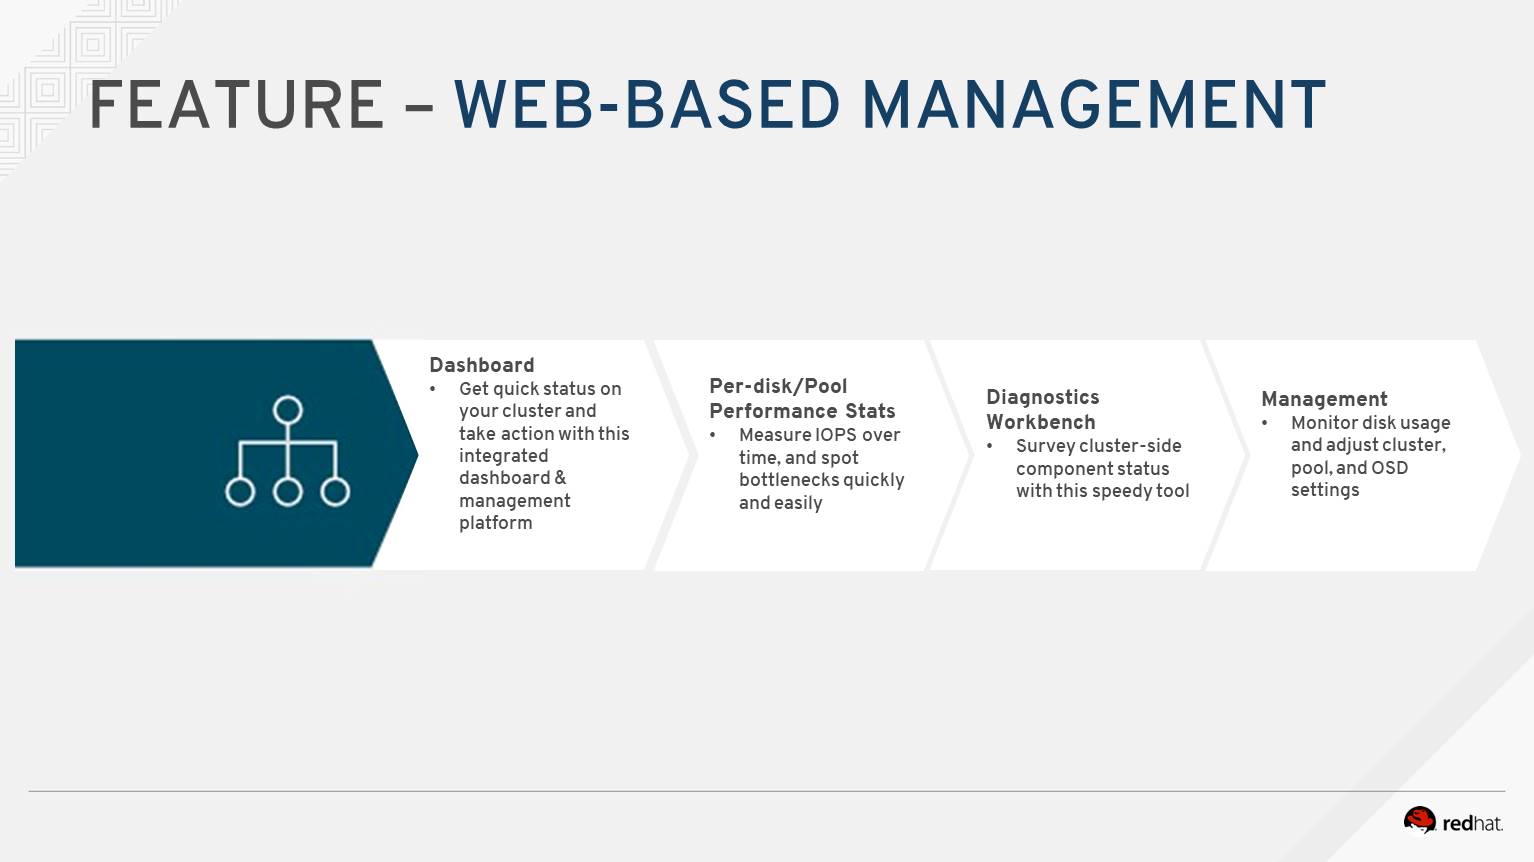 FEATURE – WEB-BASED MANAGEMENT
Dashboard
• Get quick status on
your cluster and
take action with this
integrated
dashboard &
management
platform
Per-disk/Pool
Performance Stats
• Measure IOPS over
time, and spot
bottlenecks quickly
and easily
Diagnostics
Workbench
• Survey cluster-side
component status
with this speedy tool
Management
• Monitor disk usage
and adjust cluster,
pool, and OSD
settings
redhat.